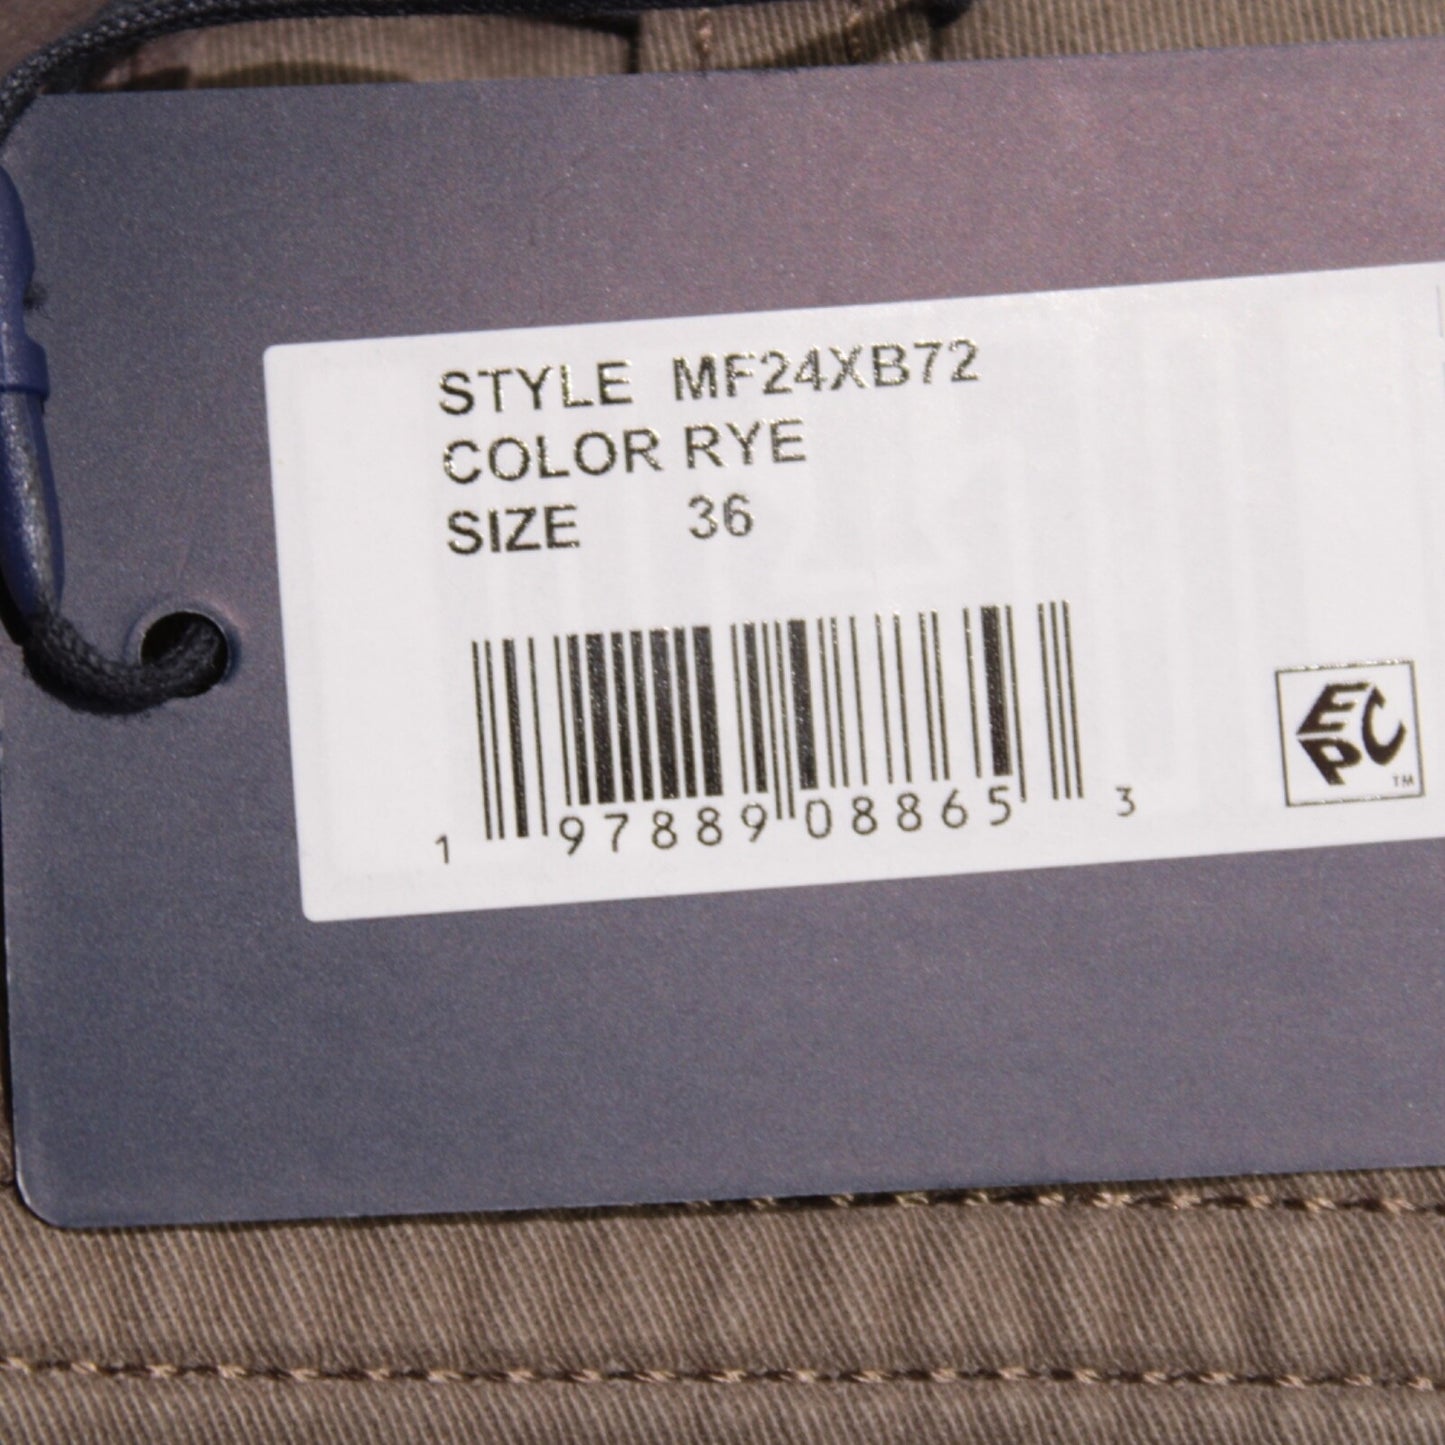 STYLE MF24XB72
COLOR RYE
SIZE 36
1 97889 08865 3
EPC
TM